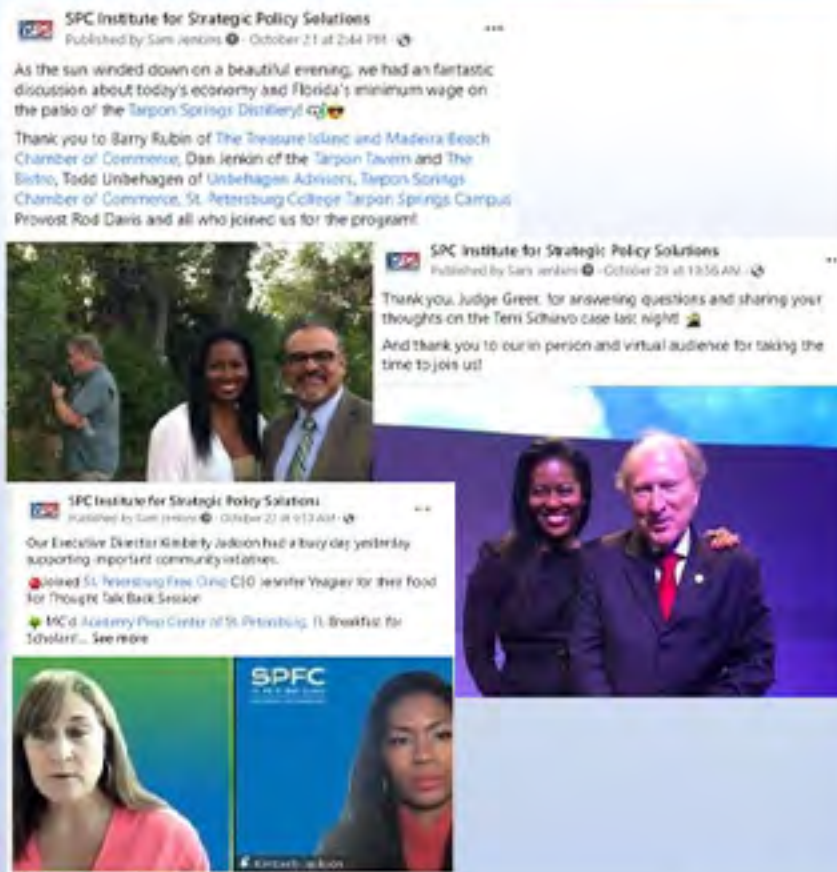 SPC Institute for Strategic Policy Solutions
Published by Sam Jenkins · October 21 at 2:44 PM ·
As the sun winded down on a beautiful evening, we had an fantastic
discussion about today's economy and Florida's minimum wage on
the patio of the Tarpon Springs Distillery!
Thank you to Barry Rubin of The Treasure Island and Madeira Beach
Chamber of Commerce, Dan Jenkin of the Tarpon Tavern and The
Bistro, Todd Unbehagen of Unbehagen Advisors, Tarpon Springs
Chamber of Commerce, St. Petersburg College Tarpon Springs Campus
Provost Rod Davis and all who joined us for the program!
SPC Institute for Strategic Policy Solutions
Published by Sam Jenkins · October 29 at 10:56 AM ·
Thank you, Judge Greer, for answering questions and sharing your
thoughts on the Terri Schiavo case last night!
And thank you to our in person and virtual audience for taking the
time to join us!
SPC Institute for Strategic Policy Solutions
Published by Sam Jenkins · October 22 at 9:13 AM ·
Our Executive Director Kimberly Jackson had a busy day yesterday
supporting important community initiatives.
Joined St. Petersburg Free Clinic CEO Jennifer Yeagley for their Food
for Thought Talk Back Session
MC'd Academy Prep Center of St. Petersburg, FL Breakfast for
Scholars!... See more
SPFC
Kimberly Jackson